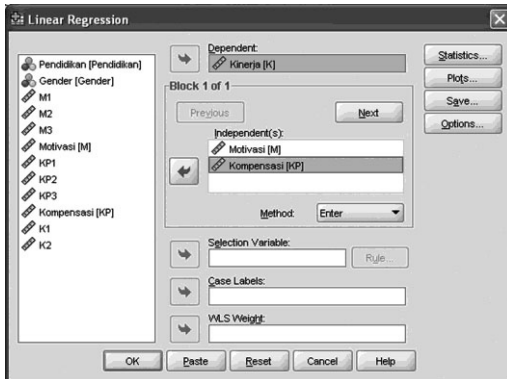 Linear Regression
Pendidikan [Pendidikan]
Gender [Gender]
M1
M2
M3
Motivasi [M]
KP1
KP2
KP3
Kompensasi [KP]
K1
K2
Dependent:
Kinerja [K]
Block 1 of 1
Previous
Next
Independent(s):
Motivasi [M]
Kompensasi [KP]
Method:
Enter
Selection Variable:
Rule...
Case Labels:
WLS Weight:
Statistics...
Plots...
Save...
Options...
OK
Paste
Reset
Cancel
Help